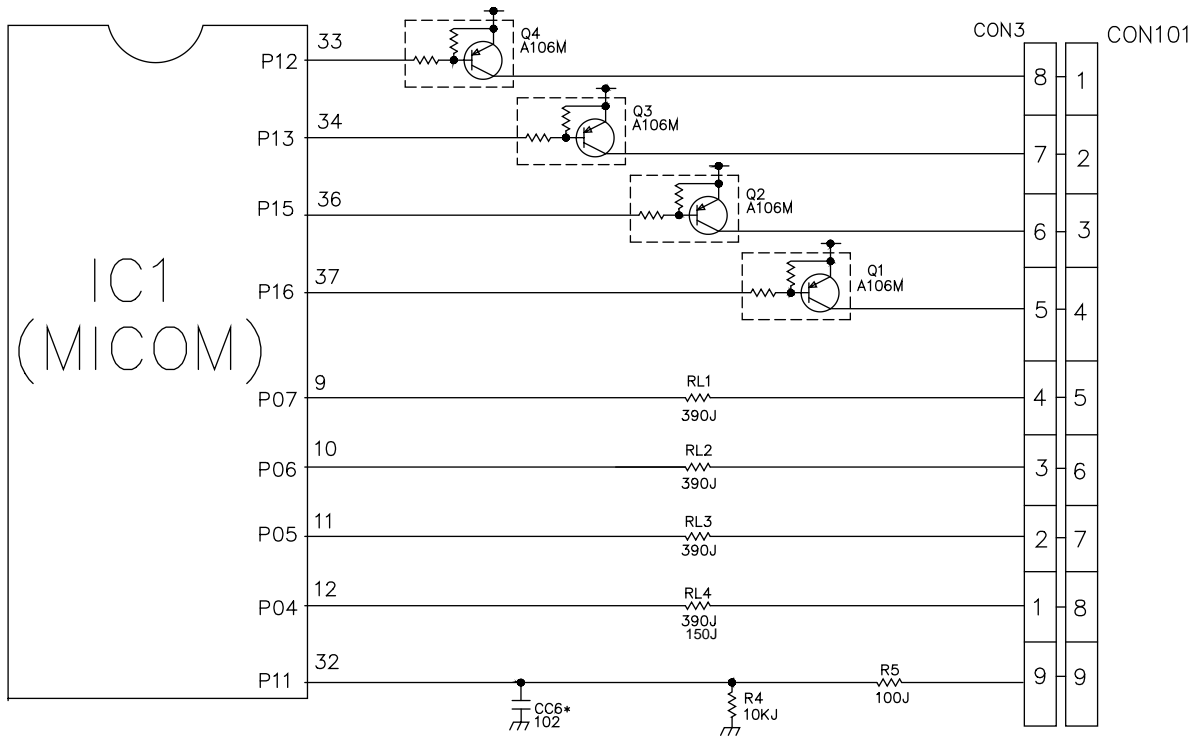 CON3
CON101
33
Q4
A106M
P12
8
1
34
Q3
A106M
P13
7
2
36
Q2
A106M
P15
6
3
37
Q1
A106M
P16
5
4
IC1
(MICOM)
9
RL1
P07
390J
4
5
10
RL2
P06
390J
3
6
11
RL3
P05
390J
2
7
12
RL4
P04
390J
150J
1
8
32
R5
P11
100J
9
9
CC6*
102
R4
10KJ